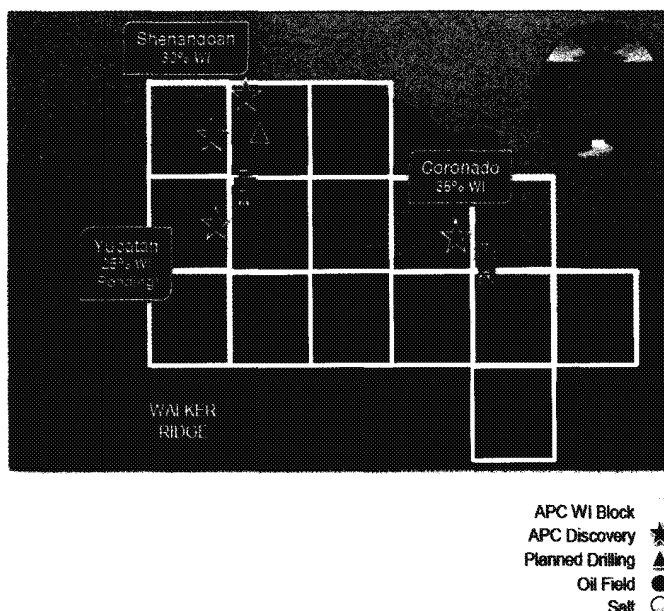 Shenandoah
WI
Coronado
35% WI
Yucatan
25% WI
Pending
WALKER
RIDGE
APC WI Block
APC Discovery
Planned Drilling
Oil Field
Salt